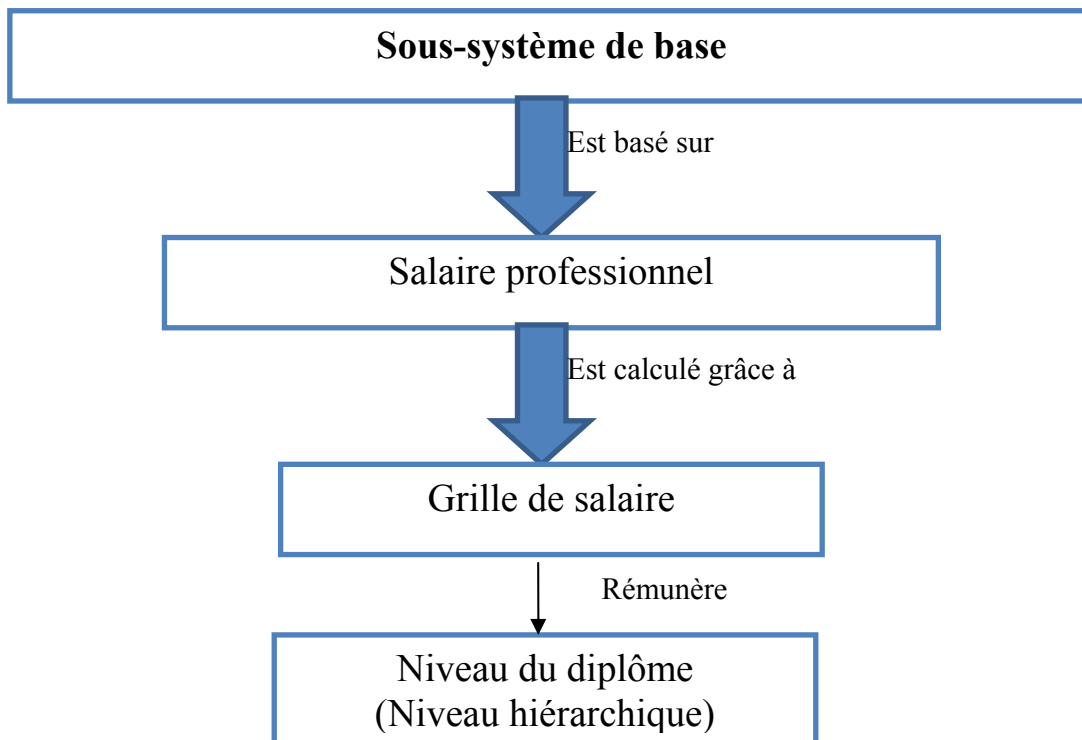 Sous-système de base
Est basé sur
Salaire professionnel
Est calculé grâce à
Grille de salaire
Rémunère
Niveau du diplôme
(Niveau hiérarchique)